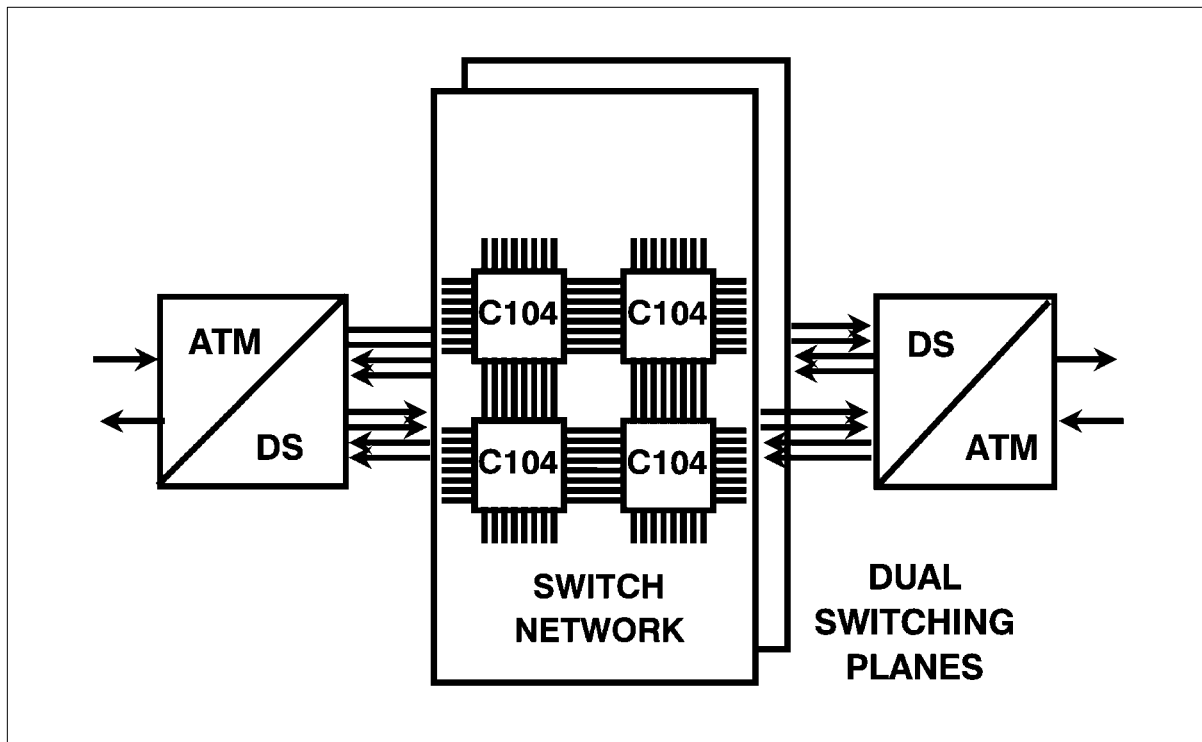 C104
C104
ATM
DS
DS
ATM
C104
C104
SWITCH
NETWORK
DUAL
SWITCHING
PLANES